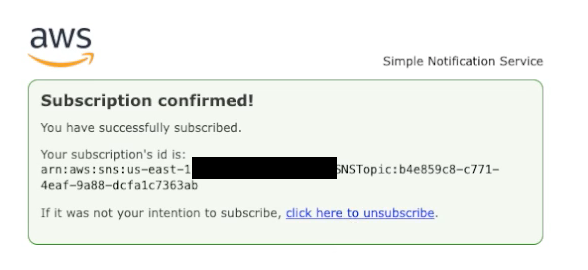 aws
Simple Notification Service
Subscription confirmed!
You have successfully subscribed.
Your subscription's id is:
arn:aws:sns:us-east-1 SNSTopic:b4e859c8-c771-
4eaf-9a88-dcfa1c7363ab
If it was not your intention to subscribe, click here to unsubscribe.